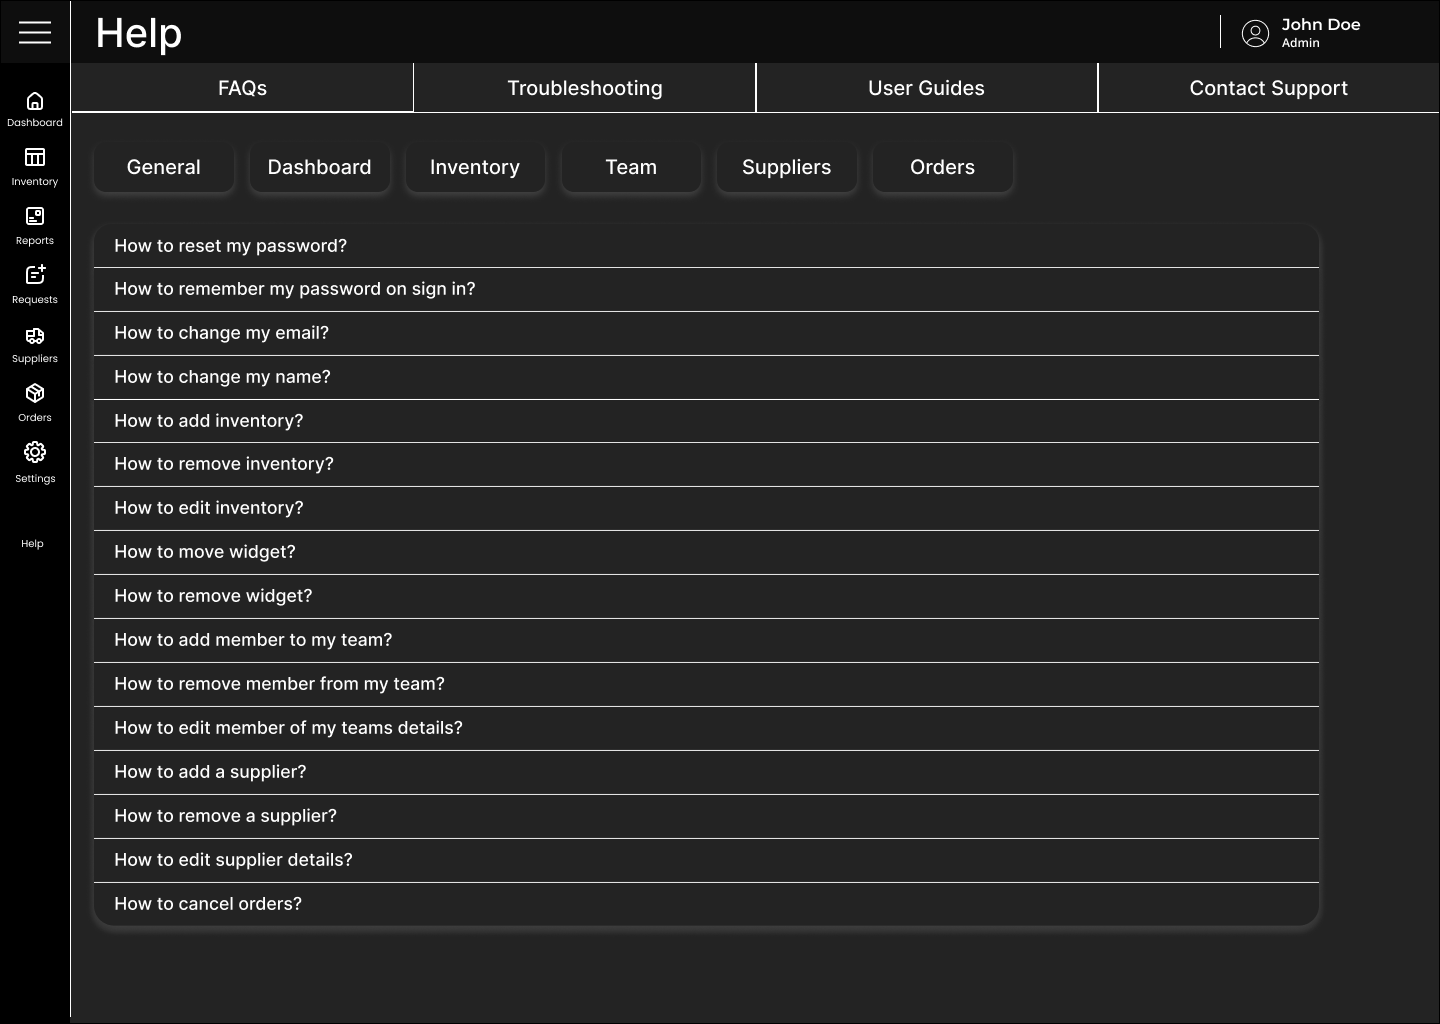 Help
John Doe
Admin
FAQs
Troubleshooting
User Guides
Contact Support
Dashboard
Inventory
Reports
Requests
Suppliers
Orders
Settings
Help
General
Dashboard
Inventory
Team
Suppliers
Orders
How to reset my password?
How to remember my password on sign in?
How to change my email?
How to change my name?
How to add inventory?
How to remove inventory?
How to edit inventory?
How to move widget?
How to remove widget?
How to add member to my team?
How to remove member from my team?
How to edit member of my teams details?
How to add a supplier?
How to remove a supplier?
How to edit supplier details?
How to cancel orders?